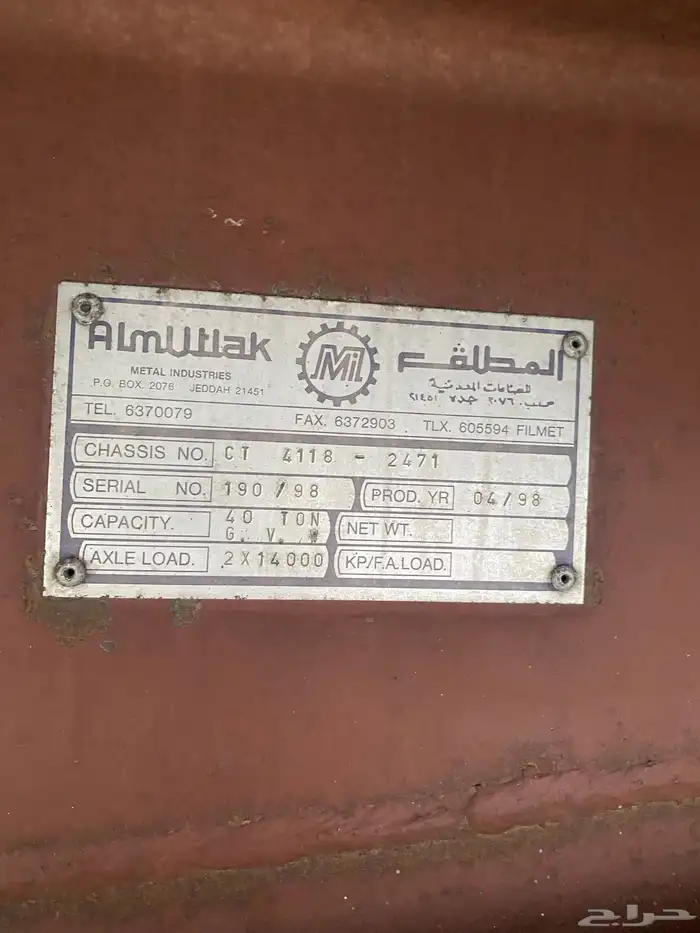 AlmUtlak
METAL INDUSTRIES
P.O. BOX. 2076 JEDDAH 21451
MIL
المطلق
للصناعات المعدنية
ص.ب. ٢٠٧٦ جدة ٢١٤٥١
TEL. 6370079 FAX. 6372903 TLX. 605594 FILMET
CHASSIS NO. CT 4118 - 2471
SERIAL NO. 190/98 PROD. YR 04/98
CAPACITY. 40 TON G. V. W NET WT.
AXLE LOAD. 2X14000 KP/F.A.LOAD.
حراج